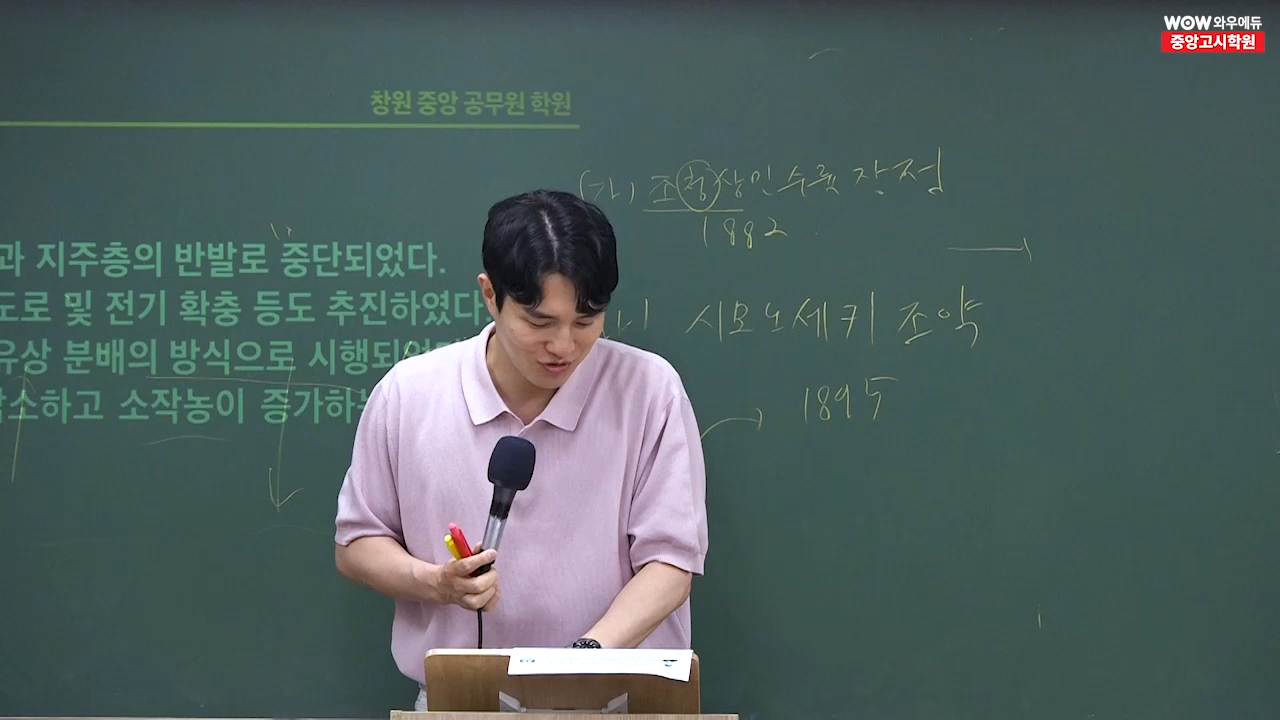 WOW와우에듀
중앙고시학원
창원 중앙 공무원 학원
(가) 조청상민수륙장정
1882
과 지주층의 반발로 중단되었다.
도로 및 전기 확충 등도 추진하였다.
시모노세키 조약
유상 분배의 방식으로 시행되었
소하고 소작농이 증가하
1895